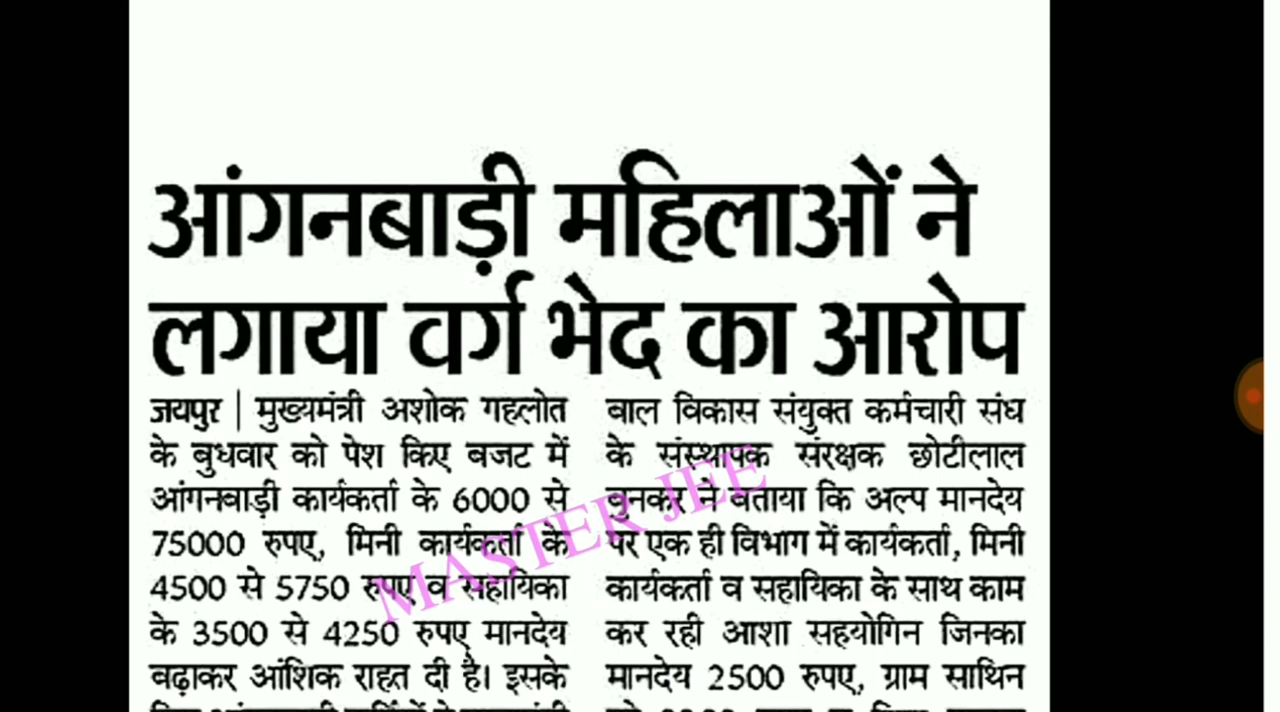 आंगनबाड़ी महिलाओं ने
लगाया वर्ग भेद का आरोप
जयपुर | मुख्यमंत्री अशोक गहलोत
के बुधवार को पेश किए बजट में
आंगनबाड़ी कार्यकर्ता के 6000 से
75000 रुपए, मिनी कार्यकर्ता के
4500 से 5750 रुपए व सहायिका
के 3500 से 4250 रुपए मानदेय
बढ़ाकर आंशिक राहत दी है। इसके
बाल विकास संयुक्त कर्मचारी संघ
के संस्थापक संरक्षक छोटीलाल
बुनकर ने बताया कि अल्प मानदेय
पर एक ही विभाग में कार्यकर्ता, मिनी
कार्यकर्ता व सहायिका के साथ काम
कर रही आशा सहयोगिन जिनका
मानदेय 2500 रुपए, ग्राम साथिन
MASTER JEE